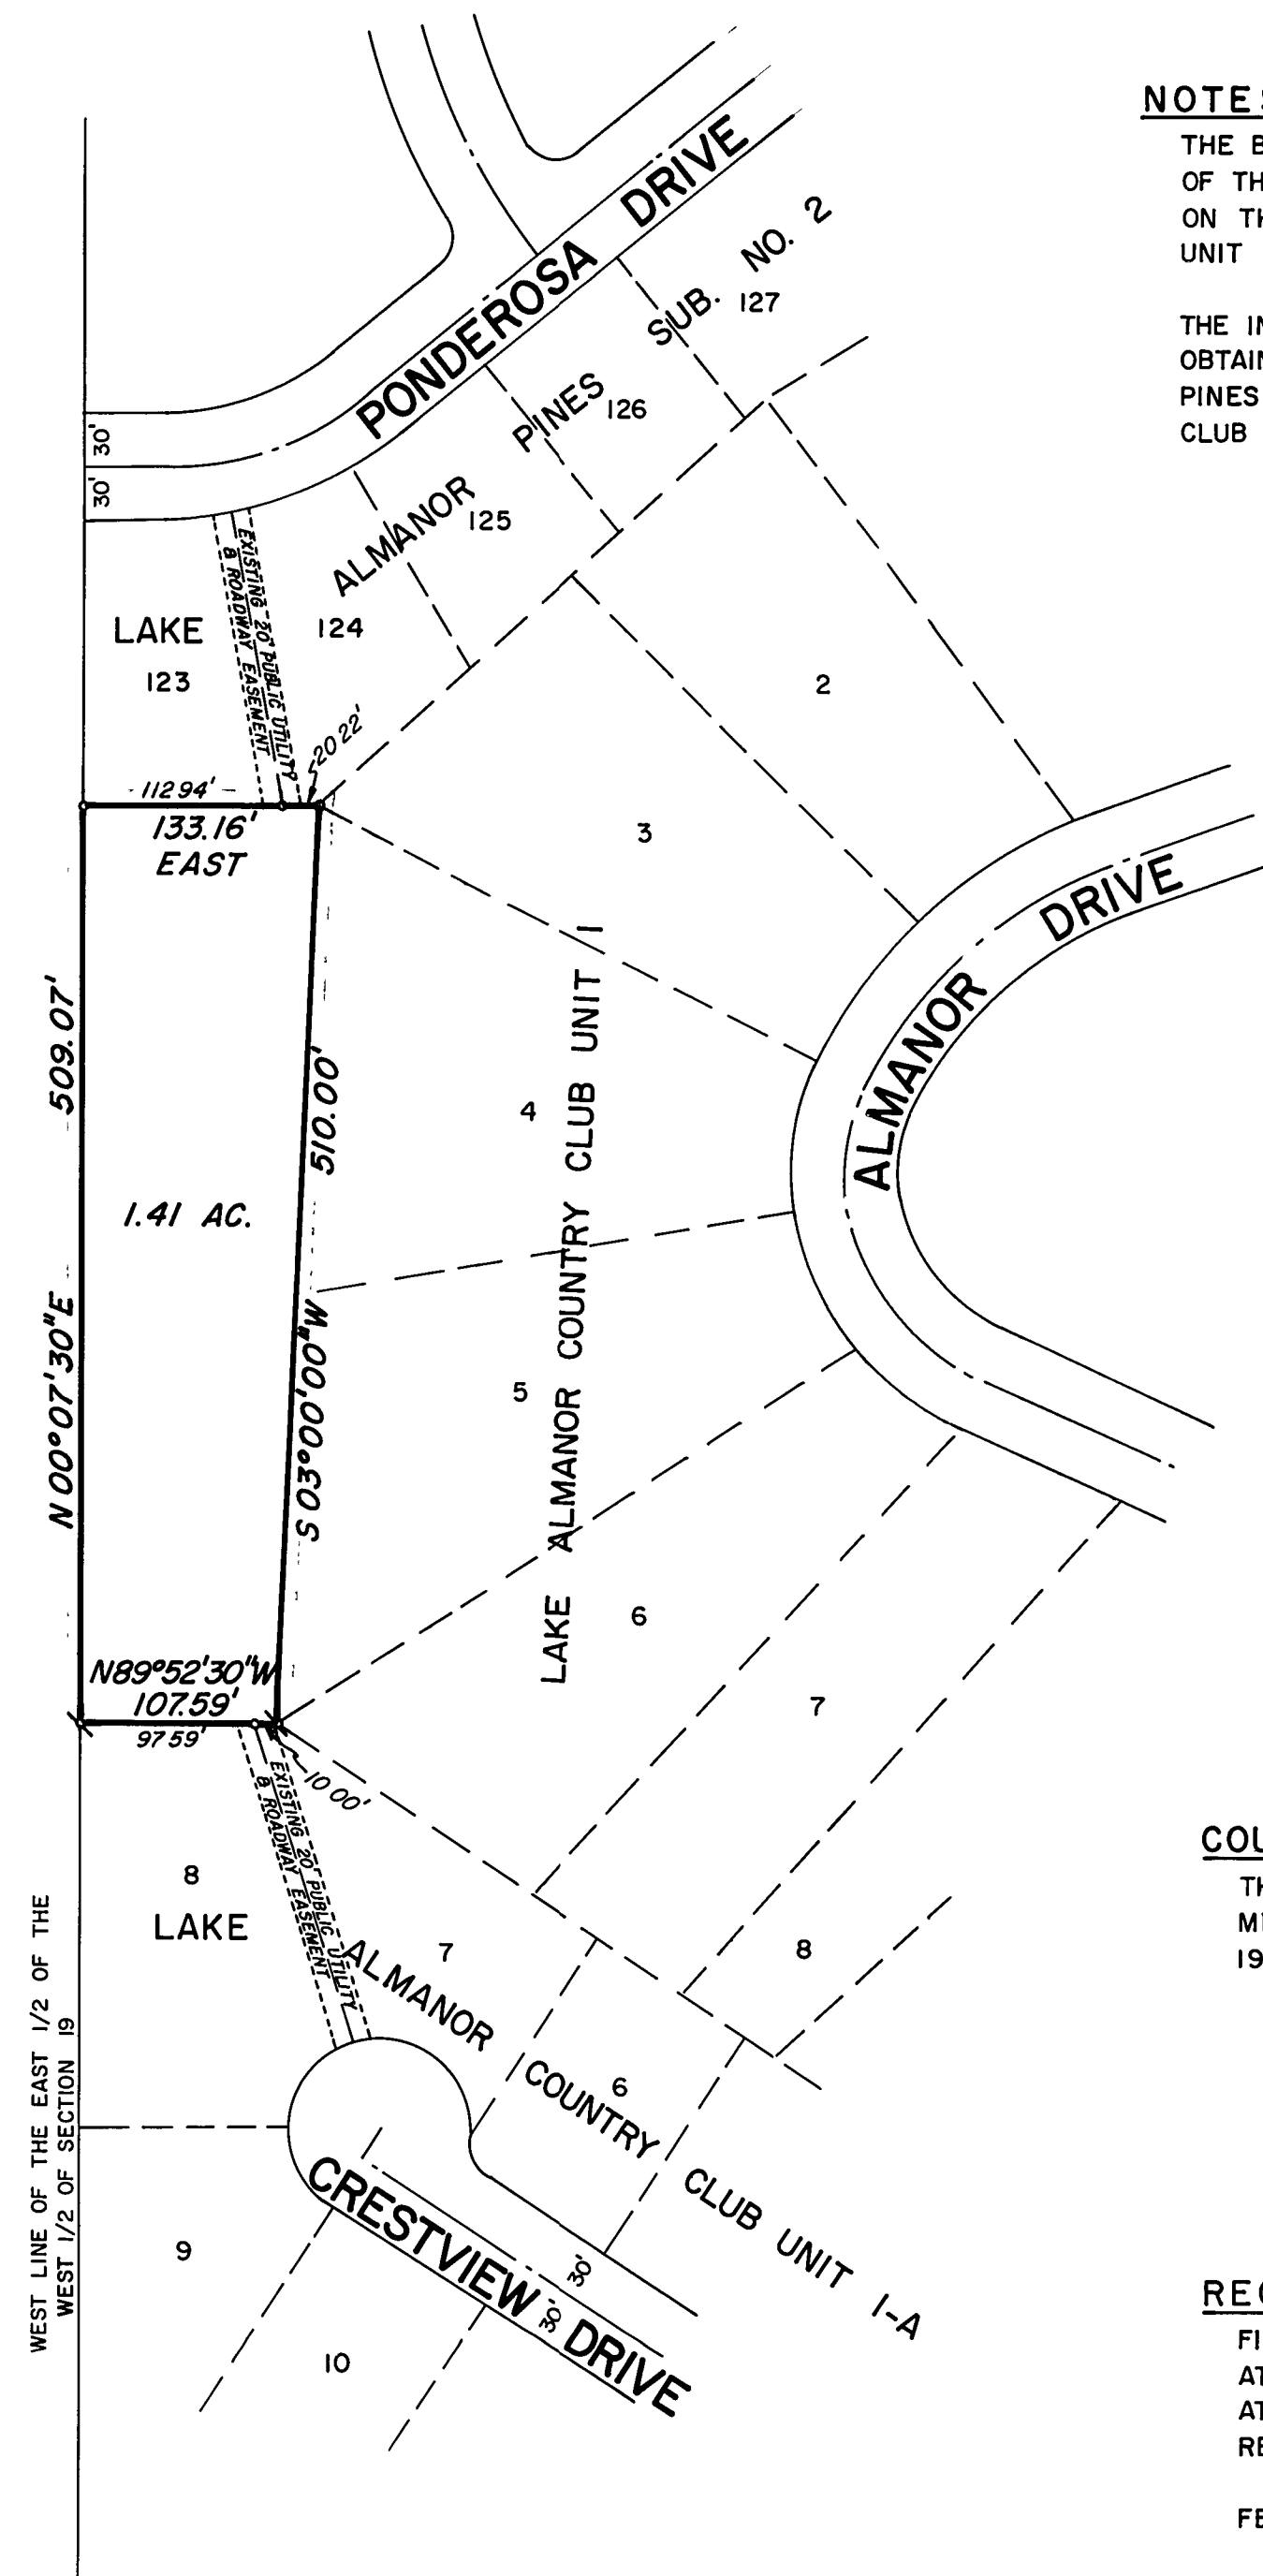 NOTES
THE B
OF TH
ON TH
UNIT
THE IN
OBTAIN
PINES
CLUB
PONDEROSA DRIVE
SUB. NO. 2
127
PINES
126
ALMANOR
125
30'
30'
EXISTING 20' PUBLIC UTILITY
& ROADWAY EASEMENT
LAKE
124
123
2
20 22'
112 94'
133.16'
EAST
3
ALMANOR DRIVE
509.07'
N 00°07'30"E
510.00'
S 03°00'00"W
4
1.41 AC.
LAKE ALMANOR COUNTRY CLUB UNIT 1
5
6
7
N89°52'30"W
107.59'
97 59'
10 00'
EXISTING 20' PUBLIC UTILITY
& ROADWAY EASEMENT
8
LAKE
7
8
ALMANOR COUNTRY CLUB UNIT 1-A
6
WEST LINE OF THE EAST 1/2 OF THE
WEST 1/2 OF SECTION 19
CRESTVIEW DRIVE
30'
30'
9
10
COU
TH
19
REC
FI
AT
AT
RE
FE